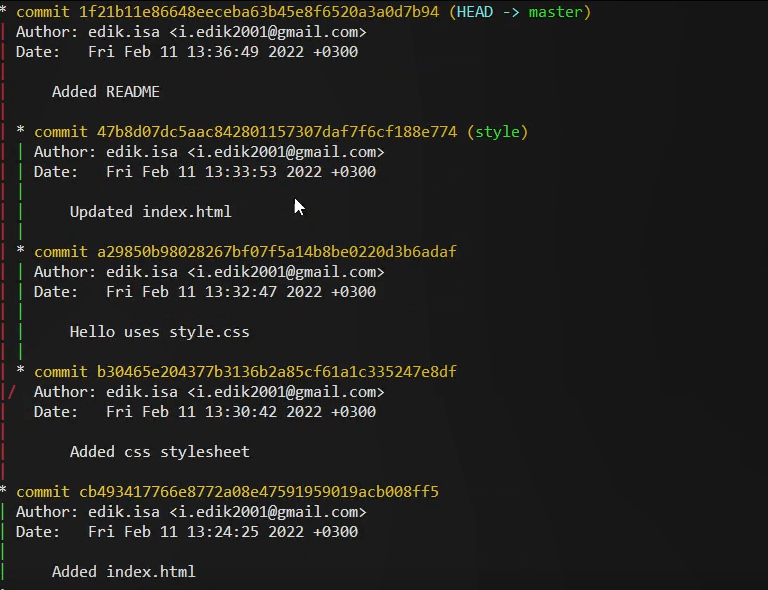 * commit 1f21b11e86648eeceba63b45e8f6520a3a0d7b94 (HEAD -> master)
| Author: edik.isa <i.edik2001@gmail.com>
| Date:   Fri Feb 11 13:36:49 2022 +0300
|
|     Added README
|
| * commit 47b8d07dc5aac842801157307daf7f6cf188e774 (style)
| | Author: edik.isa <i.edik2001@gmail.com>
| | Date:   Fri Feb 11 13:33:53 2022 +0300
| |
| |     Updated index.html
| |
| * commit a29850b98028267bf07f5a14b8be0220d3b6adaf
| | Author: edik.isa <i.edik2001@gmail.com>
| | Date:   Fri Feb 11 13:32:47 2022 +0300
| |
| |     Hello uses style.css
| |
| * commit b30465e204377b3136b2a85cf61a1c335247e8df
|/  Author: edik.isa <i.edik2001@gmail.com>
|   Date:   Fri Feb 11 13:30:42 2022 +0300
|
|       Added css stylesheet
|
* commit cb493417766e8772a08e47591959019acb008ff5
| Author: edik.isa <i.edik2001@gmail.com>
| Date:   Fri Feb 11 13:24:25 2022 +0300
|
|     Added index.html